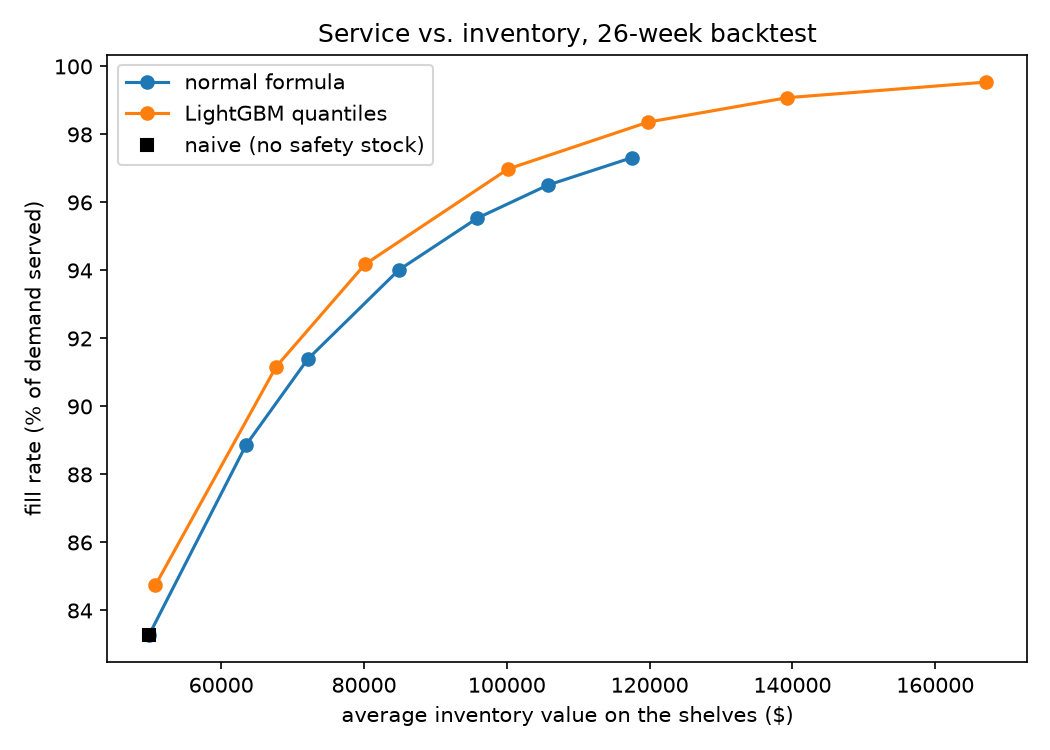 Service vs. inventory, 26-week backtest
normal formula
LightGBM quantiles
naive (no safety stock)
100
98
96
94
92
90
88
86
84
fill rate (% of demand served)
60000 80000 100000 120000 140000 160000
average inventory value on the shelves ($)